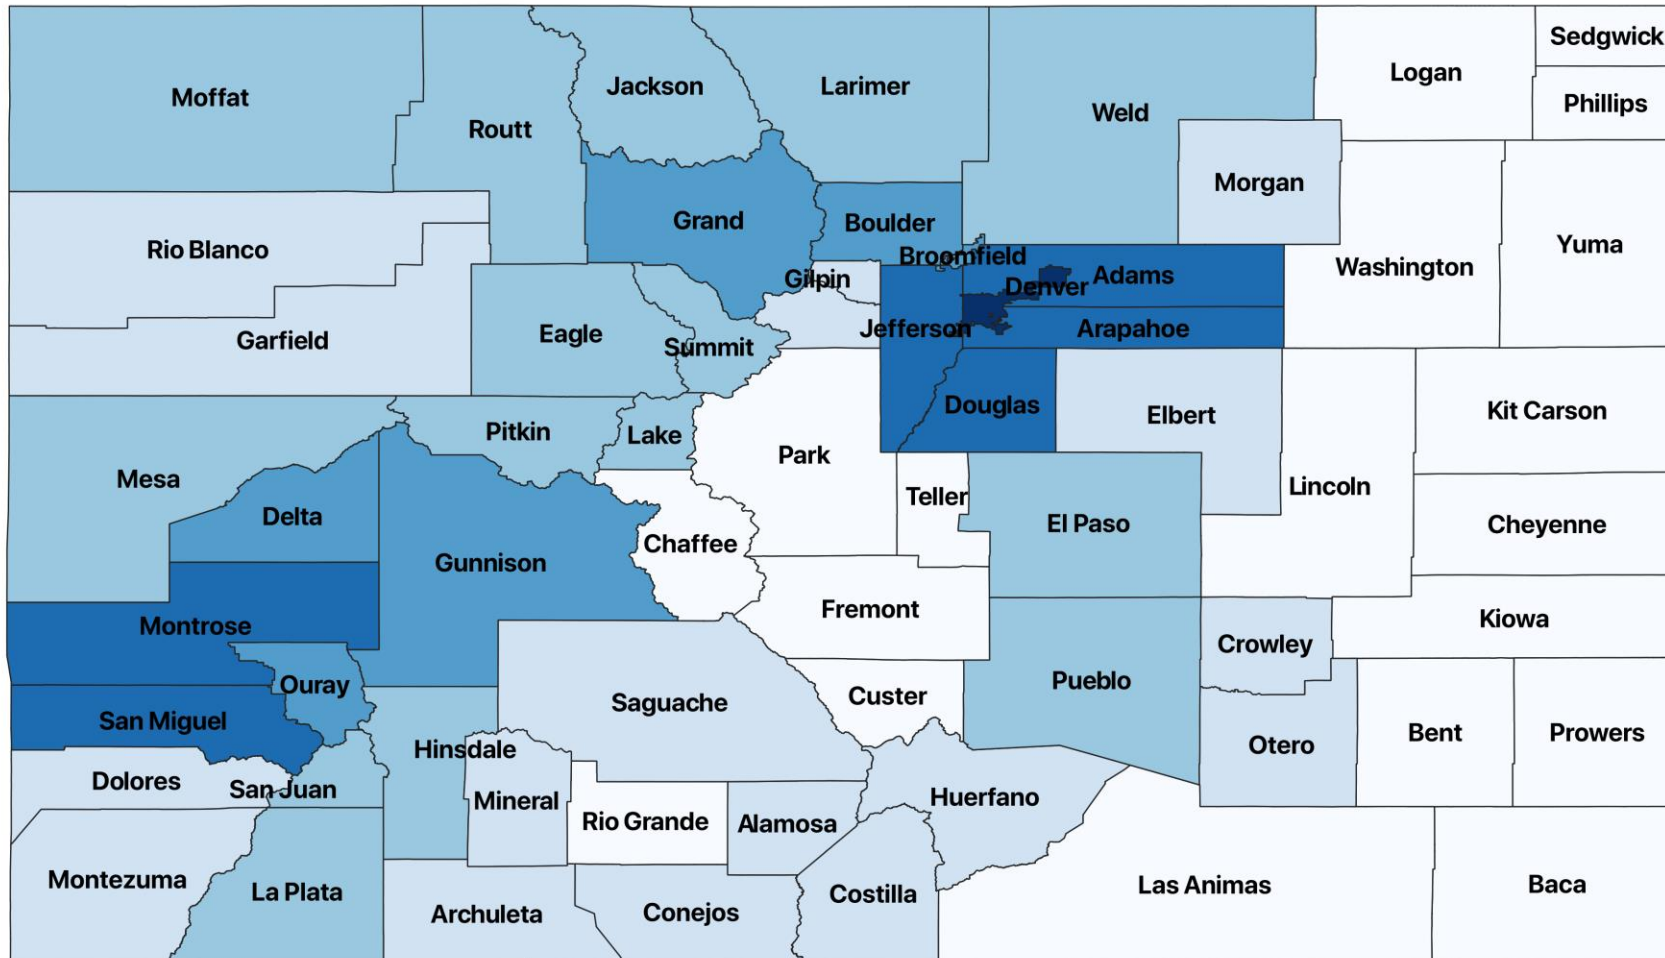 Sedgwick
Logan
Jackson
Larimer
Moffat
Phillips
Weld
Routt
Morgan
Grand
Boulder
Yuma
Rio Blanco
Broomfield
Washington
Gilpin
Adams
Denver
Jefferson
Arapahoe
Eagle
Garfield
Summit
Douglas
Kit Carson
Elbert
Pitkin
Lake
Park
Mesa
Lincoln
Teller
Delta
El Paso
Cheyenne
Chaffee
Gunnison
Fremont
Kiowa
Montrose
Crowley
Pueblo
Ouray
Custer
Saguache
San Miguel
Bent
Prowers
Otero
Hinsdale
Dolores
San Juan
Huerfano
Mineral
Rio Grande
Alamosa
Montezuma
Las Animas
Baca
La Plata
Costilla
Conejos
Archuleta